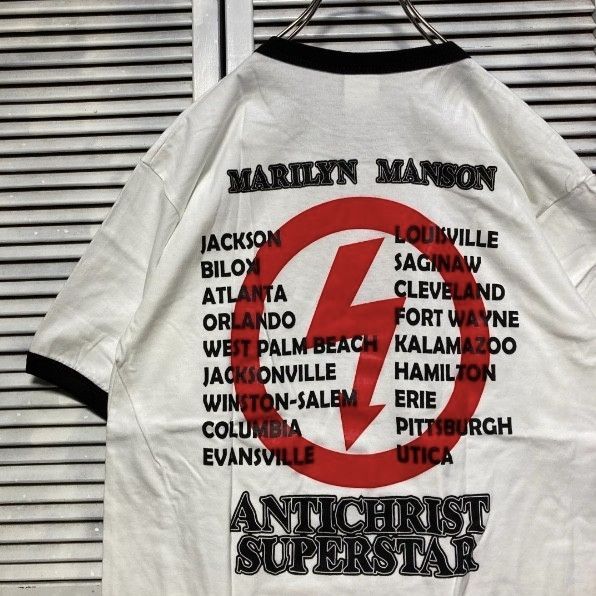 MARILYN MANSON
JACKSON
BILOXI
ATLANTA
ORLANDO
WEST PALM BEACH
JACKSONVILLE
WINSTON-SALEM
COLUMBIA
EVANSVILLE
LOUISVILLE
SAGINAW
CLEVELAND
FORT WAYNE
KALAMAZOO
HAMILTON
ERIE
PITTSBURGH
UTICA
ANTICHRIST
SUPERSTAR